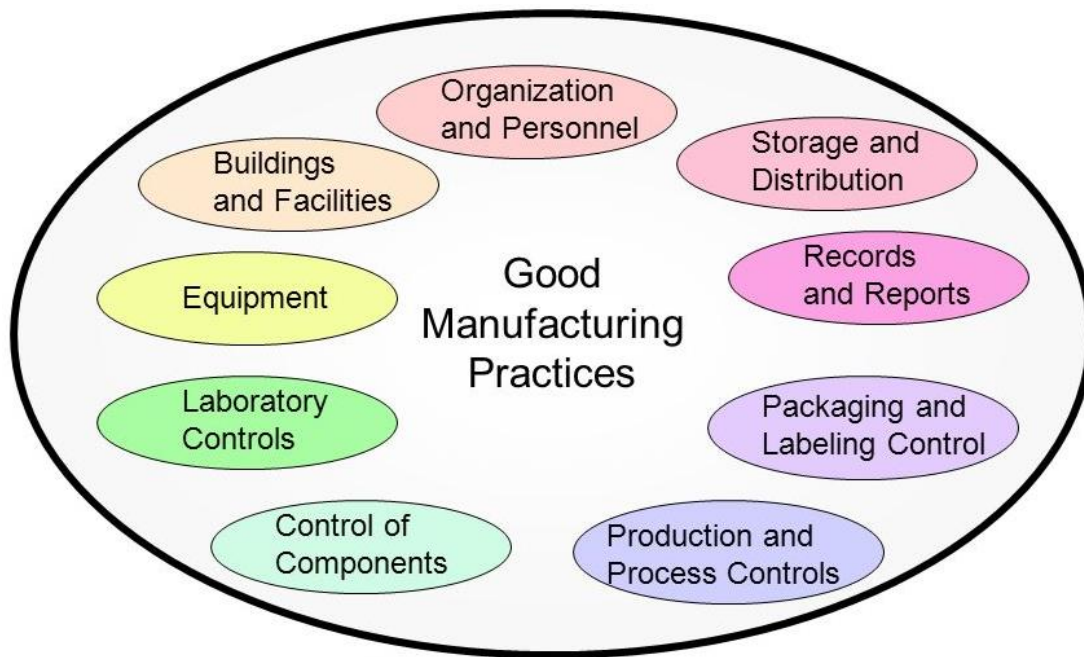 Organization
and Personnel
Storage and
Distribution
Buildings
and Facilities
Records
and Reports
Equipment
Good
Manufacturing
Practices
Laboratory
Controls
Packaging and
Labeling Control
Control of
Components
Production and
Process Controls